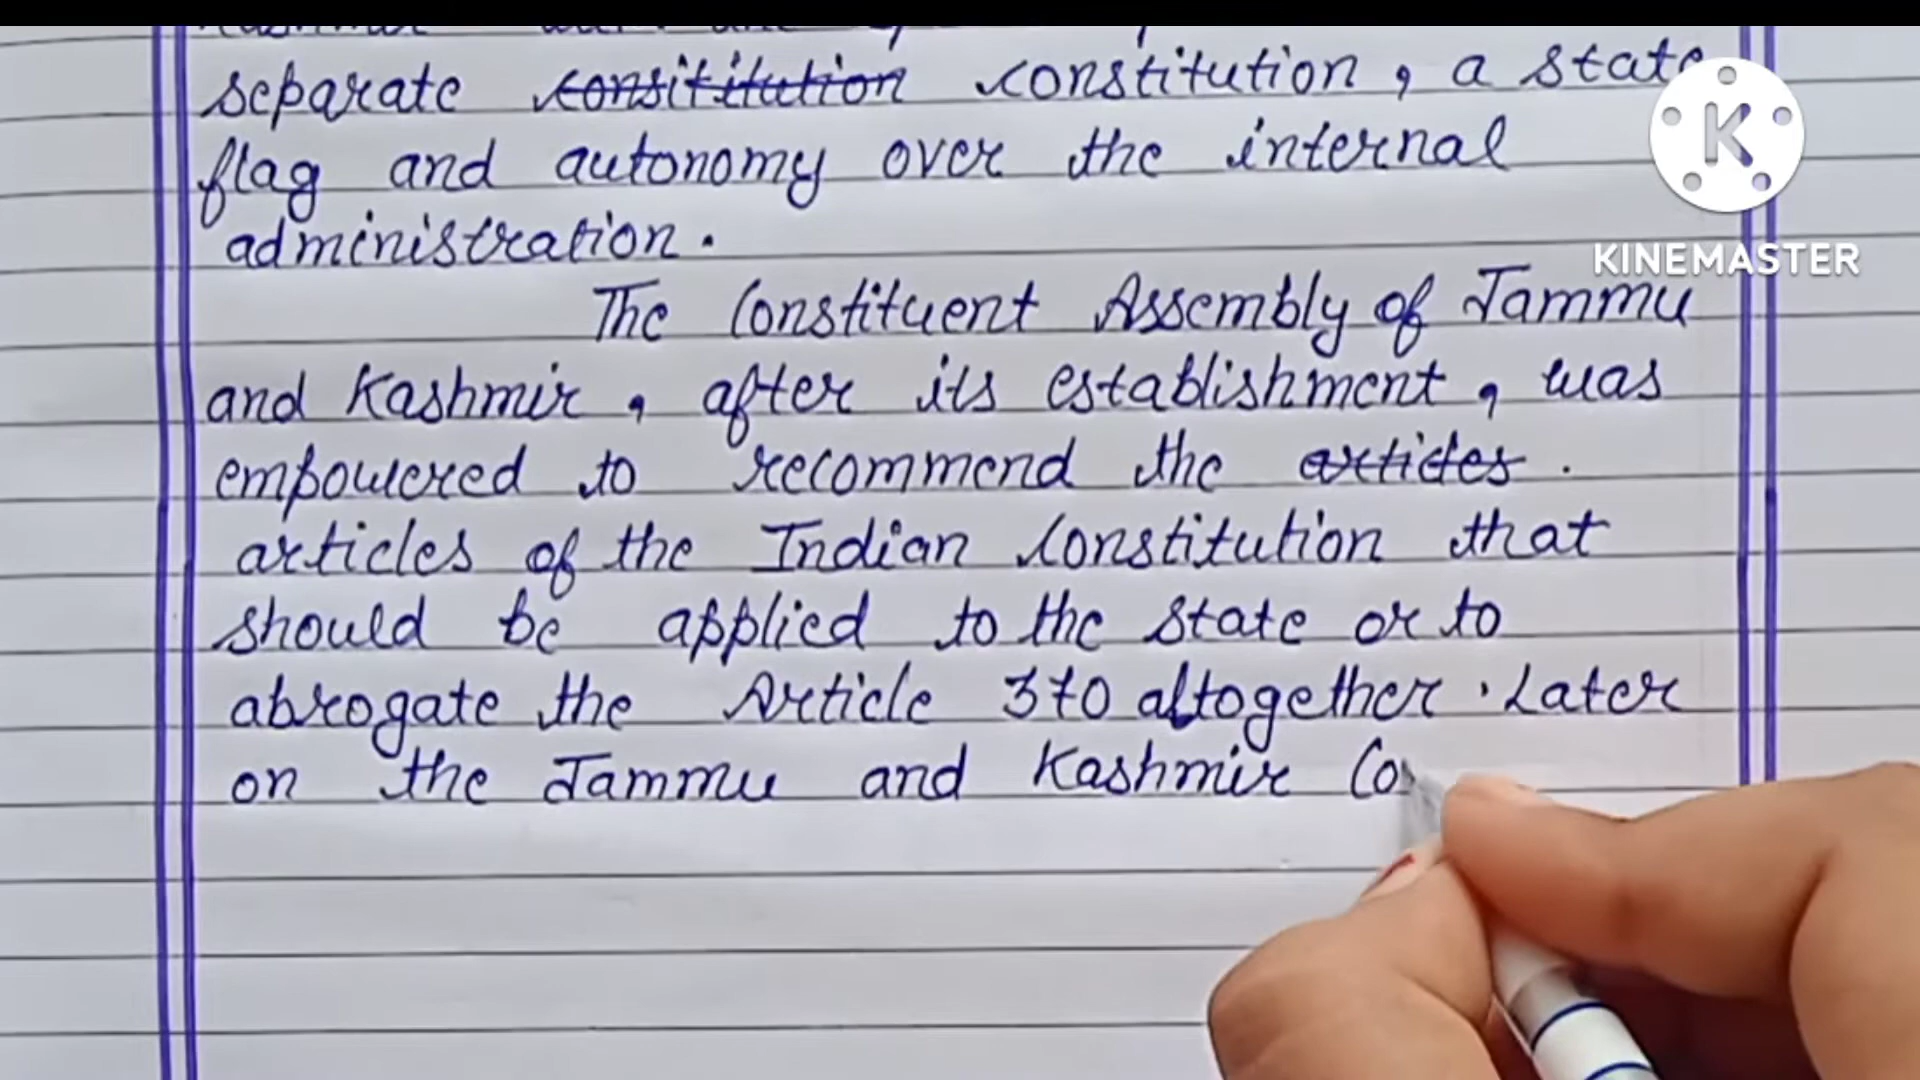 separate consititution constitution, a state
flag and autonomy over the internal
administration.
The Constituent Assembly of Jammu
and Kashmir, after its establishment, was
empowered to recommend the articles.
articles of the Indian Constitution that
should be applied to the state or to
abrogate the Article 370 altogether. Later
on the Jammu and Kashmir Co
K
KINEMASTER